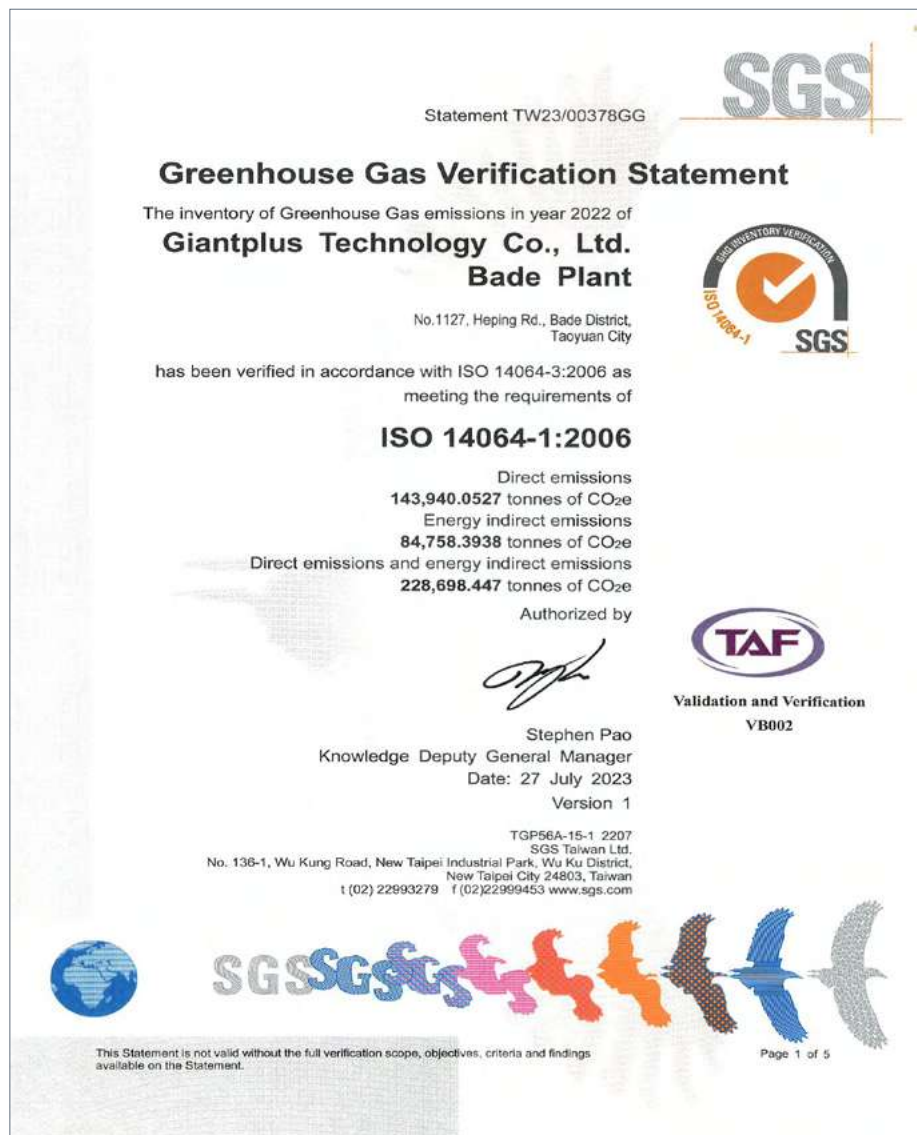 SGS
Statement TW23/00378GG
Greenhouse Gas Verification Statement
The inventory of Greenhouse Gas emissions in year 2022 of
Giantplus Technology Co., Ltd.
Bade Plant
GHG INVENTORY VERIFICATION
ISO 14064-1
SGS
No.1127, Heping Rd., Bade District,
Taoyuan City
has been verified in accordance with ISO 14064-3:2006 as
meeting the requirements of
ISO 14064-1:2006
Direct emissions
143,940.0527 tonnes of CO₂e
Energy indirect emissions
84,758.3938 tonnes of CO₂e
Direct emissions and energy indirect emissions
228,698.447 tonnes of CO₂e
Authorized by
TAF
Validation and Verification
VB002
Stephen Pao
Knowledge Deputy General Manager
Date: 27 July 2023
Version 1
TGP56A-15-1 2207
SGS Taiwan Ltd.
No. 136-1, Wu Kung Road, New Taipei Industrial Park, Wu Ku District,
New Taipei City 24803, Taiwan
t (02) 22993279 f (02)22999453 www.sgs.com
SGS SGS SGS
This Statement is not valid without the full verification scope, objectives, criteria and findings
available on the Statement.
Page 1 of 5